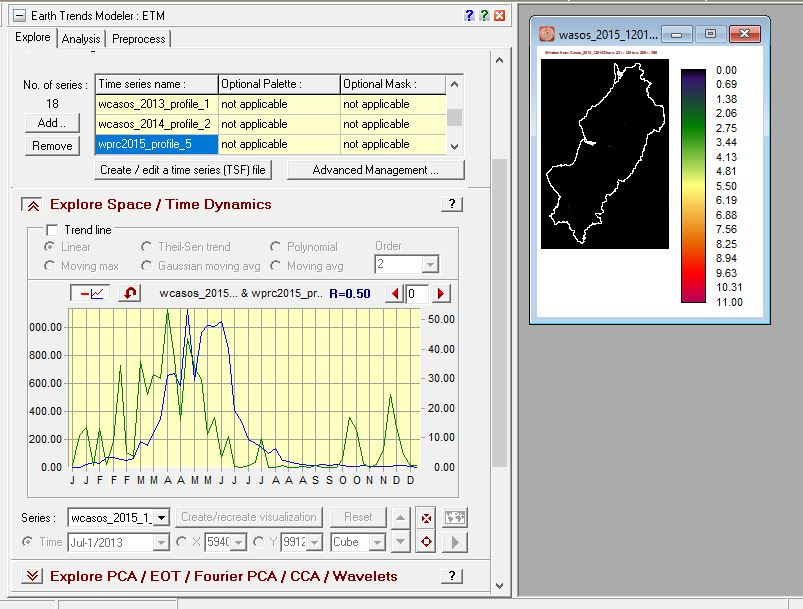 Earth Trends Modeler : ETM
Explore Analysis Preprocess
No. of series :
18
Add ..
Remove
Time series name : Optional Palette : Optional Mask :
wcasos_2013_profile_1 not applicable not applicable
wcasos_2014_profile_2 not applicable not applicable
wprc2015_profile_5 not applicable not applicable
Create / edit a time series (TSF) file Advanced Management ...
Explore Space / Time Dynamics ?
Trend line
Linear Theil-Sen trend Polynomial Order
Moving max Gaussian moving avg Moving avg 2
wcasos_2015... & wprc2015_pr.. R=0.50 0
000.00
800.00
600.00
400.00
200.00
0.00
50.00
40.00
30.00
20.00
10.00
0.00
J J F F M M A A M M J J J A A S S O O N N D D
Series : wcasos_2015_1_ Create/recreate visualization Reset
Time Jul-1/2013 X 5940 Y 9912 Cube
Explore PCA / EOT / Fourier PCA / CCA / Wavelets ?
wasos_2015_1201...
0.00
0.69
1.38
2.06
2.75
3.44
4.13
4.81
5.50
6.19
6.88
7.56
8.25
8.94
9.63
10.31
11.00